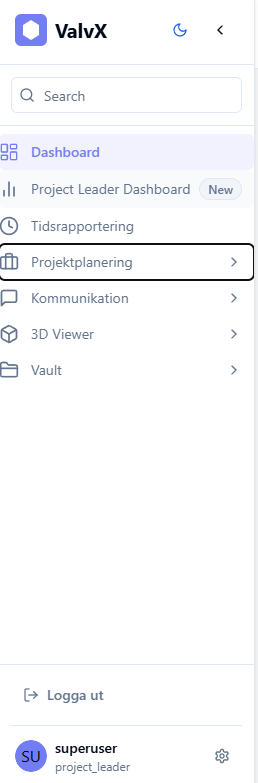 ValvX
Search
Dashboard
Project Leader Dashboard New
Tidsrapportering
Projektplanering
Kommunikation
3D Viewer
Vault
Logga ut
SU
superuser
project_leader